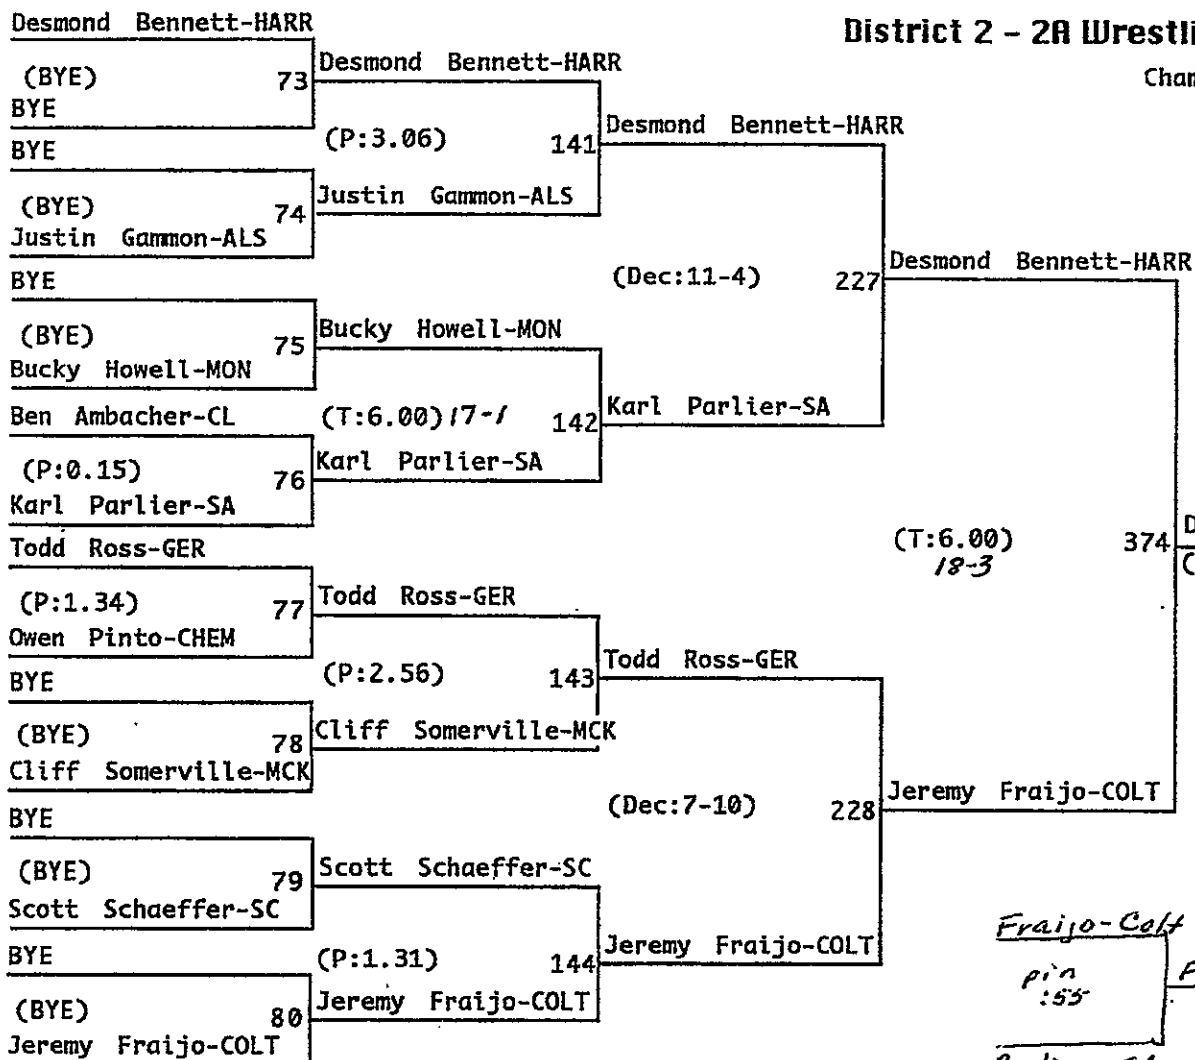 District 2 - 2A Wrestli
Cham
Desmond Bennett-HARR
(BYE) 73
BYE
Desmond Bennett-HARR
(P:3.06) 141
BYE
(BYE) 74
Justin Gammon-ALS
Justin Gammon-ALS
Desmond Bennett-HARR
(Dec:11-4) 227
BYE
(BYE) 75
Bucky Howell-MON
Bucky Howell-MON
(T:6.00) 17-1 142
Ben Ambacher-CL
(P:0.15) 76
Karl Parlier-SA
Karl Parlier-SA
Karl Parlier-SA
Desmond Bennett-HARR
(T:6.00) 374
18-3
D
(
Todd Ross-GER
(P:1.34) 77
Owen Pinto-CHEM
Todd Ross-GER
(P:2.56) 143
BYE
(BYE) 78
Cliff Somerville-MCK
Cliff Somerville-MCK
Todd Ross-GER
(Dec:7-10) 228
BYE
(BYE) 79
Scott Schaeffer-SC
Scott Schaeffer-SC
(P:1.31) 144
BYE
(BYE) 80
Jeremy Fraijo-COLT
Jeremy Fraijo-COLT
Jeremy Fraijo-COLT
Jeremy Fraijo-COLT
Fraijo-Colt
pin
:55